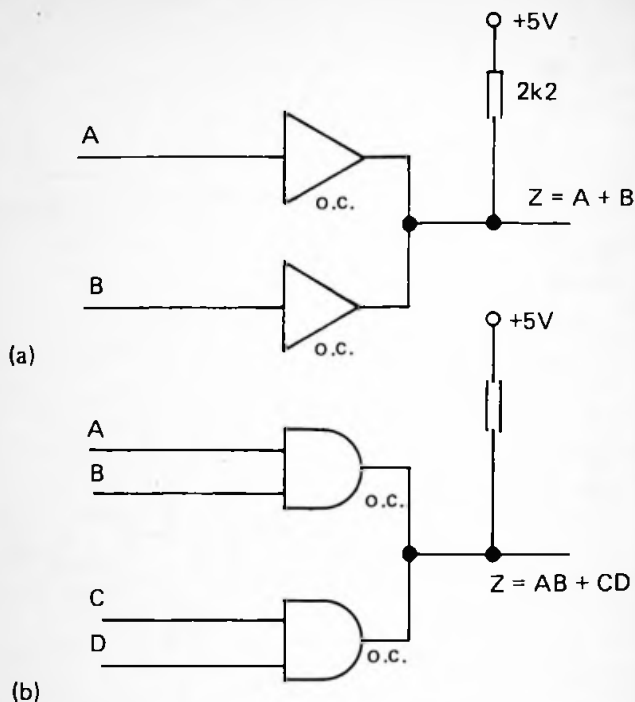 +5V
2k2
A
o.c.
Z = A + B
B
o.c.
(a)
+5V
A
B
o.c.
Z = AB + CD
C
D
o.c.
(b)